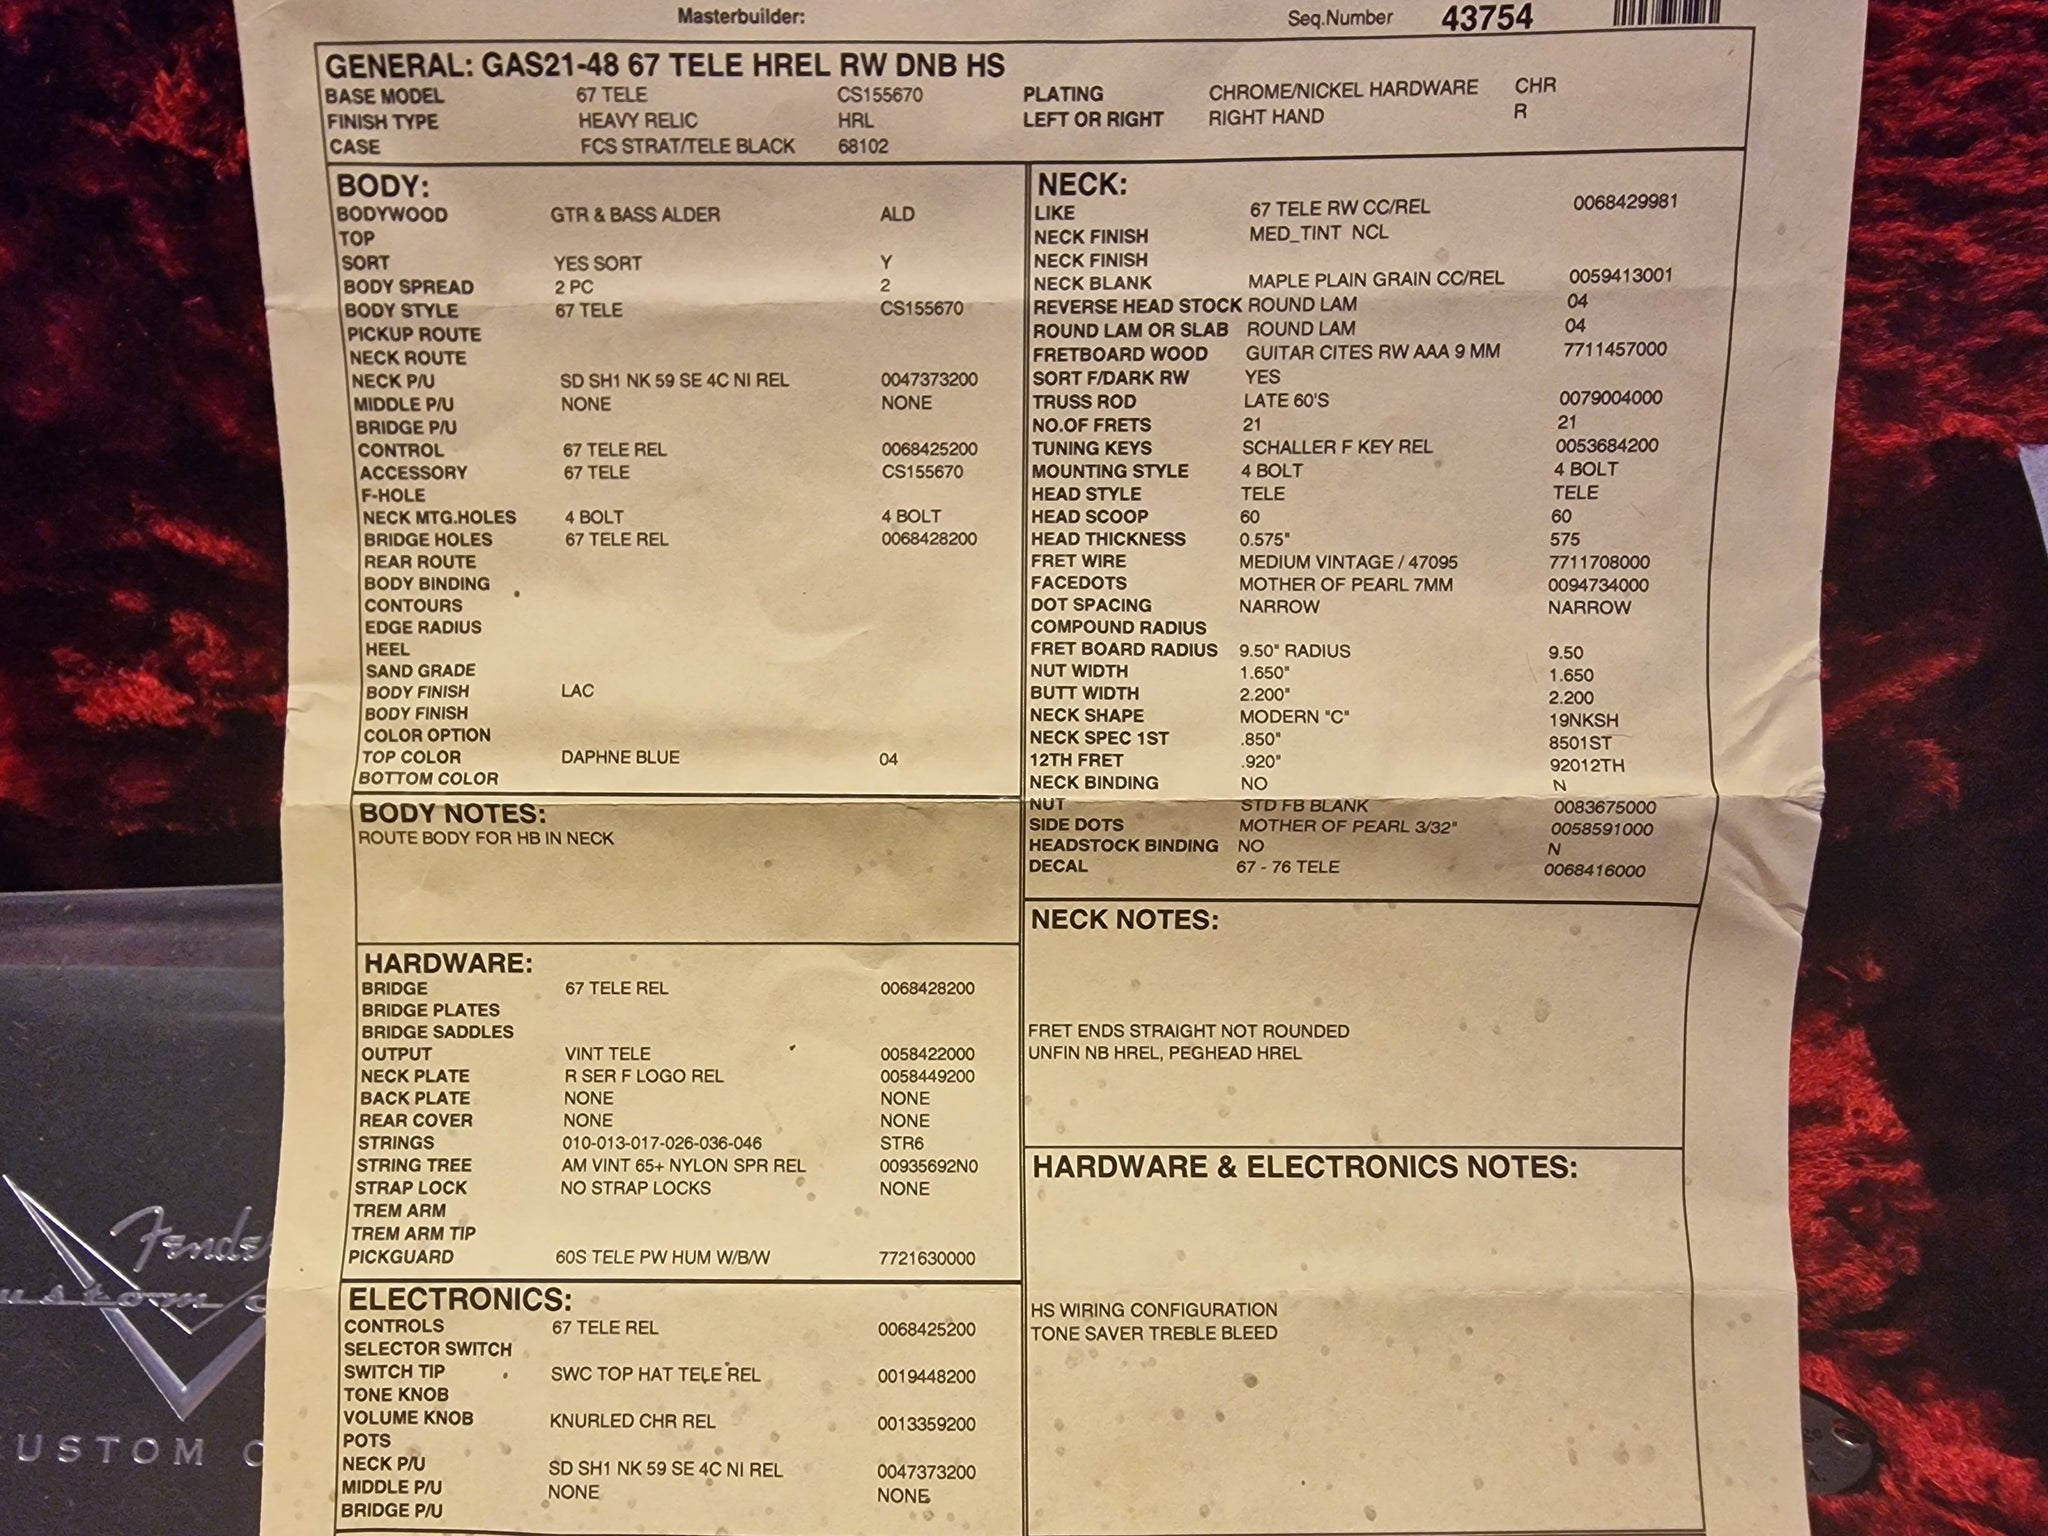 Masterbuilder:
Seq.Number 43754
GENERAL: GAS21-48 67 TELE HREL RW DNB HS
BASE MODEL 67 TELE CS155670 PLATING CHROME/NICKEL HARDWARE CHR
FINISH TYPE HEAVY RELIC HRL LEFT OR RIGHT RIGHT HAND R
CASE FCS STRAT/TELE BLACK 68102
BODY:
BODYWOOD GTR & BASS ALDER ALD
TOP
SORT YES SORT Y
BODY SPREAD 2 PC 2
BODY STYLE 67 TELE CS155670
PICKUP ROUTE
NECK ROUTE
NECK P/U SD SH1 NK 59 SE 4C NI REL 0047373200
MIDDLE P/U NONE NONE
BRIDGE P/U
CONTROL 67 TELE REL 0068425200
ACCESSORY 67 TELE CS155670
F-HOLE
NECK MTG.HOLES 4 BOLT 4 BOLT
BRIDGE HOLES 67 TELE REL 0068428200
REAR ROUTE
BODY BINDING
CONTOURS
EDGE RADIUS
HEEL
SAND GRADE
BODY FINISH LAC
BODY FINISH
COLOR OPTION
TOP COLOR DAPHNE BLUE 04
BOTTOM COLOR
BODY NOTES:
ROUTE BODY FOR HB IN NECK
HARDWARE:
BRIDGE 67 TELE REL 0068428200
BRIDGE PLATES
BRIDGE SADDLES
OUTPUT VINT TELE 0058422000
NECK PLATE R SER F LOGO REL 0058449200
BACK PLATE NONE NONE
REAR COVER NONE NONE
STRINGS 010-013-017-026-036-046 STR6
STRING TREE AM VINT 65+ NYLON SPR REL 00935692N0
STRAP LOCK NO STRAP LOCKS NONE
TREM ARM
TREM ARM TIP
PICKGUARD 60S TELE PW HUM W/B/W 7721630000
ELECTRONICS:
CONTROLS 67 TELE REL 0068425200
SELECTOR SWITCH
SWITCH TIP SWC TOP HAT TELE REL 0019448200
TONE KNOB
VOLUME KNOB KNURLED CHR REL 0013359200
POTS
NECK P/U SD SH1 NK 59 SE 4C NI REL 0047373200
MIDDLE P/U NONE NONE
BRIDGE P/U
NECK:
LIKE 67 TELE RW CC/REL 0068429981
NECK FINISH MED_TINT NCL
NECK FINISH
NECK BLANK MAPLE PLAIN GRAIN CC/REL 0059413001
REVERSE HEAD STOCK ROUND LAM 04
ROUND LAM OR SLAB ROUND LAM 04
FRETBOARD WOOD GUITAR CITES RW AAA 9 MM 7711457000
SORT F/DARK RW YES
TRUSS ROD LATE 60'S 0079004000
NO.OF FRETS 21 21
TUNING KEYS SCHALLER F KEY REL 0053684200
MOUNTING STYLE 4 BOLT 4 BOLT
HEAD STYLE TELE TELE
HEAD SCOOP 60 60
HEAD THICKNESS 0.575" 575
FRET WIRE MEDIUM VINTAGE / 47095 7711708000
FACEDOTS MOTHER OF PEARL 7MM 0094734000
DOT SPACING NARROW NARROW
COMPOUND RADIUS
FRET BOARD RADIUS 9.50" RADIUS 9.50
NUT WIDTH 1.650" 1.650
BUTT WIDTH 2.200" 2.200
NECK SHAPE MODERN "C" 19NKSH
NECK SPEC 1ST .850" 8501ST
12TH FRET .920" 92012TH
NECK BINDING NO N
NUT STD FB BLANK 0083675000
SIDE DOTS MOTHER OF PEARL 3/32" 0058591000
HEADSTOCK BINDING NO N
DECAL 67 - 76 TELE 0068416000
NECK NOTES:
FRET ENDS STRAIGHT NOT ROUNDED
UNFIN NB HREL, PEGHEAD HREL
HARDWARE & ELECTRONICS NOTES:
HS WIRING CONFIGURATION
TONE SAVER TREBLE BLEED
Fende
ustom
USTOM